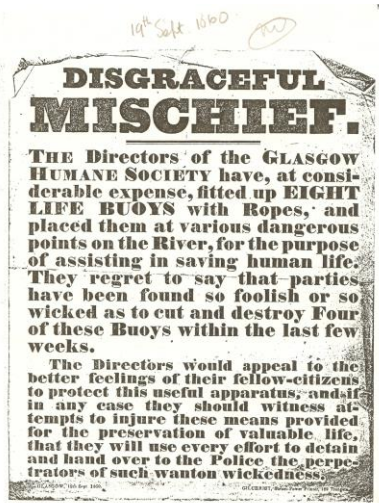 19th Sept 1860
DISGRACEFUL
MISCHIEF.
THE Directors of the GLASGOW
HUMANE SOCIETY have, at consi-
derable expense, fitted up EIGHT
LIFE BUOYS with Ropes, and
placed them at various dangerous
points on the River, for the purpose
of assisting in saving human life.
They regret to say that parties
have been found so foolish or so
wicked as to cut and destroy Four
of these Buoys within the last few
weeks.
The Directors would appeal to the
better feelings of their fellow-citizens
to protect this useful apparatus, and if
in any case they should witness at-
tempts to injure these means provided
for the preservation of valuable life,
that they will use every effort to detain
and hand over to the Police the perpe-
trators of such wanton wickedness.
GLASGOW, Sept 1860.